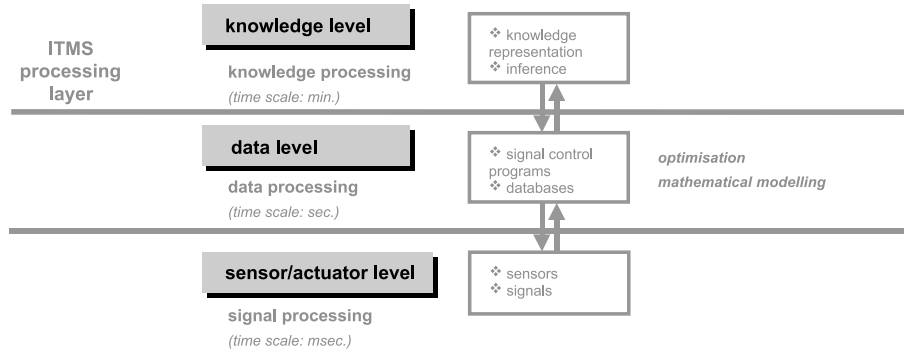 ITMS
processing
layer
knowledge level
knowledge processing
(time scale: min.)
❖ knowledge
representation
❖ inference
data level
data processing
(time scale: sec.)
❖ signal control
programs
❖ databases
optimisation
mathematical modelling
sensor/actuator level
signal processing
(time scale: msec.)
❖ sensors
❖ signals